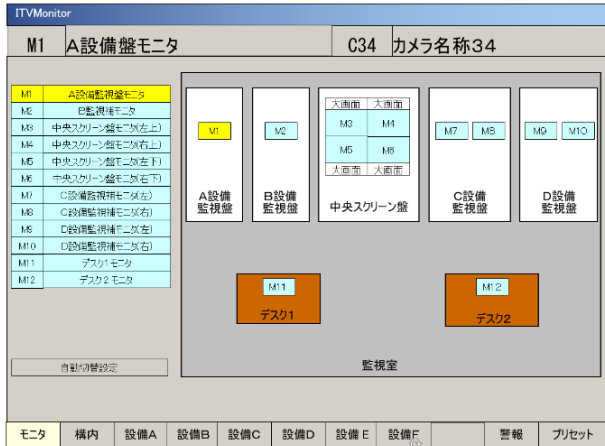 ITVMonitor
M1 A設備盤モニタ C34 カメラ名称34
M1 A設備監視盤モニタ
M2 B監視補モニタ
M3 中央スクリーン盤モニタ(左上)
M4 中央スクリーン盤モニタ(右上)
M5 中央スクリーン盤モニタ(左下)
M6 中央スクリーン盤モニタ(右下)
M7 C設備監視補モニタ(左)
M8 C設備監視補モニタ(右)
M9 D設備監視補モニタ(左)
M10 D設備監視補モニタ(右)
M11 デスク1モニタ
M12 デスク2モニタ
自動切替設定
大画面 大画面
M1 M2 M3 M4 M7 M8 M9 M10
M5 M6
大画面 大画面
A設備
監視盤
B設備
監視盤
中央スクリーン盤
C設備
監視盤
D設備
監視盤
M11
デスク1
M12
デスク2
監視室
モニタ 構内 設備A 設備B 設備C 設備D 設備E 設備F 警報 プリセット